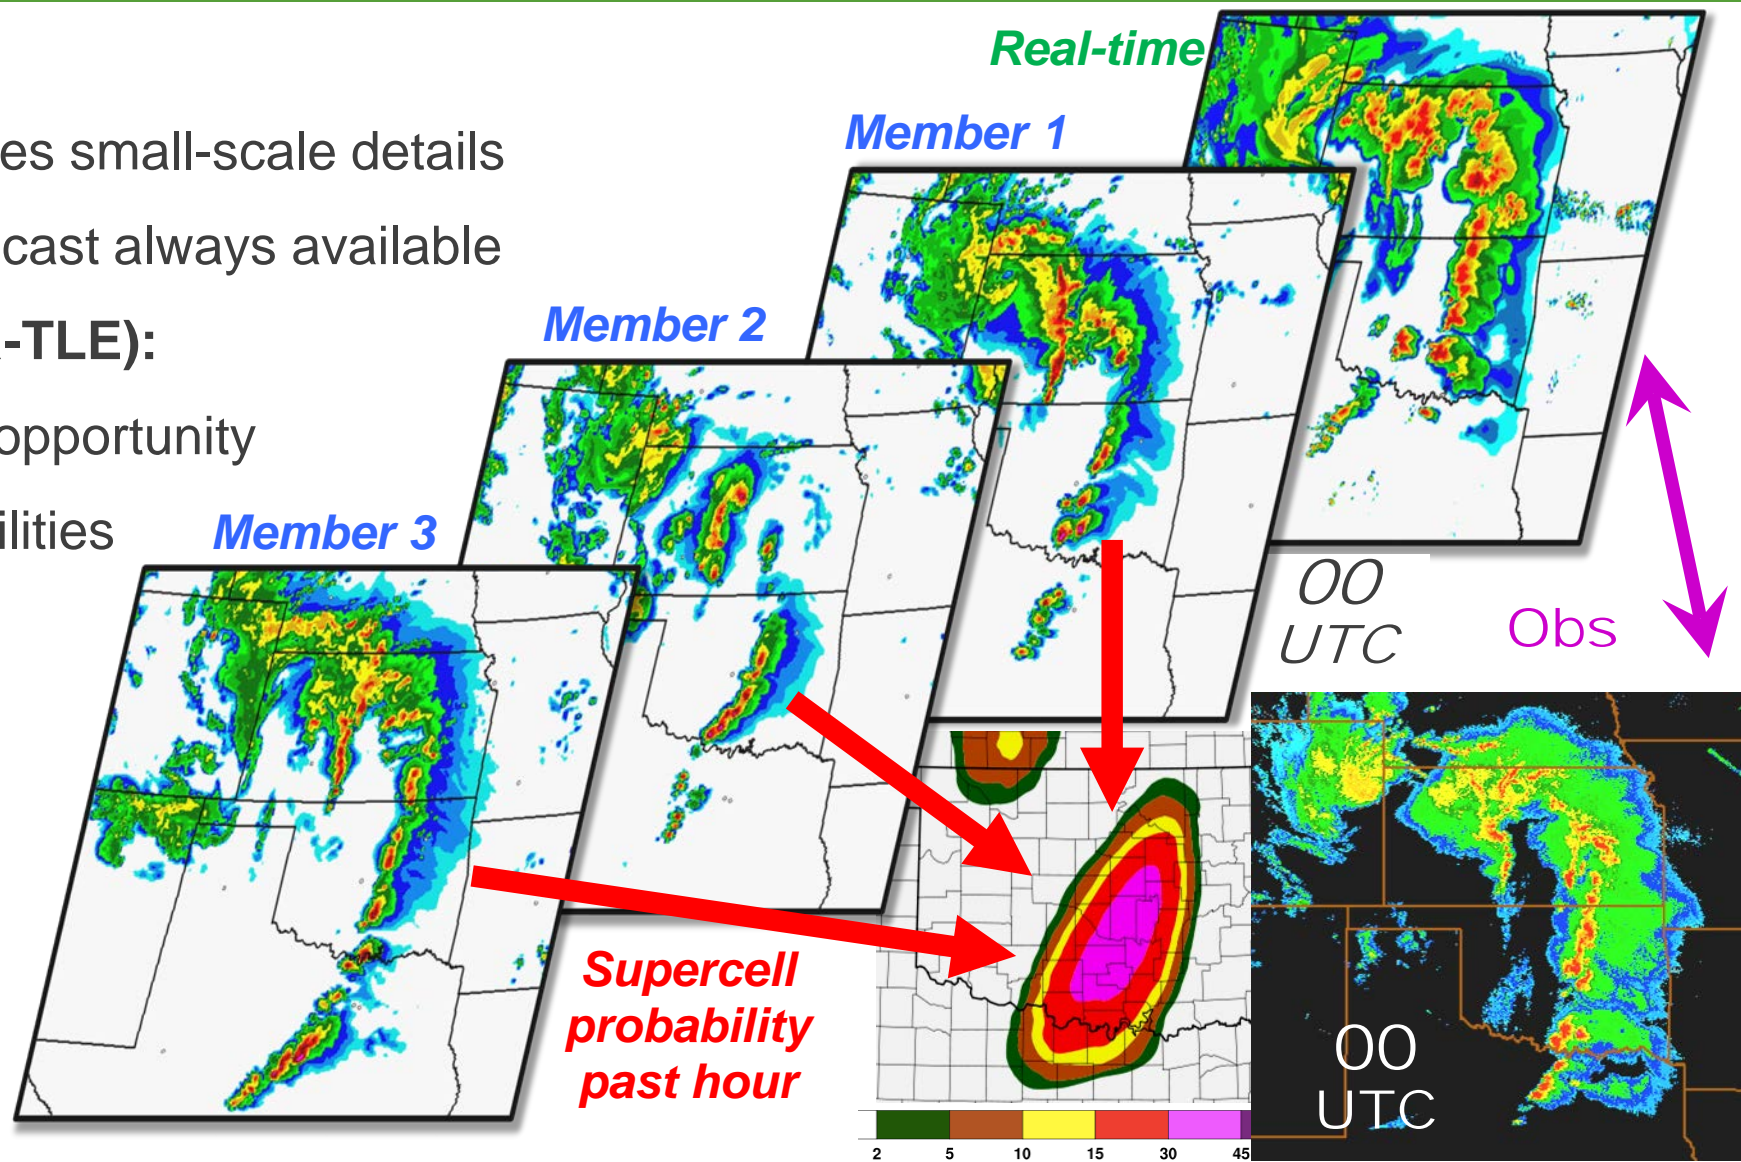 Real-time
Member 1
es small-scale details
cast always available
Member 2
-TLE):
opportunity
ilities
Member 3
00
UTC
Obs
Supercell
probability
past hour
00
UTC
2 5 10 15 30 45